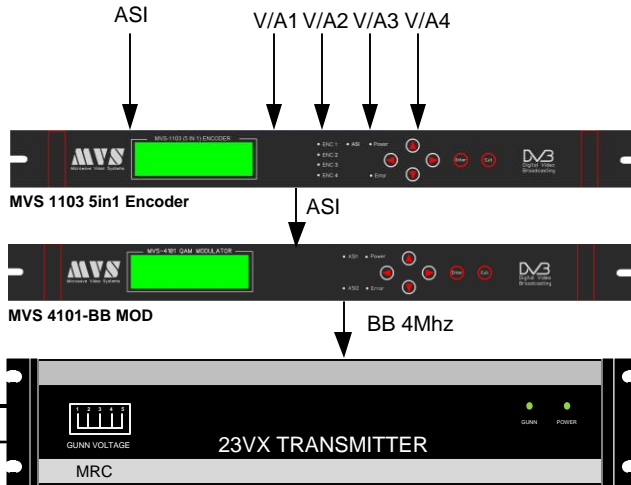 ASI
V/A1 V/A2 V/A3 V/A4
MVS-1103 (5 IN 1) ENCODER
MVS
Microwave Video Systems
ENC 1 ASI Power
ENC 2
ENC 3
ENC 4 Error
Enter Exit
DVB
Digital Video
Broadcasting
MVS 1103 5in1 Encoder
ASI
MVS-4101 QAM MODULATOR
MVS
Microwave Video Systems
ASI1 Power
ASI2 Error
Enter Exit
DVB
Digital Video
Broadcasting
MVS 4101-BB MOD
BB 4Mhz
1 2 3 4 5
GUNN VOLTAGE
23VX TRANSMITTER
GUNN POWER
MRC